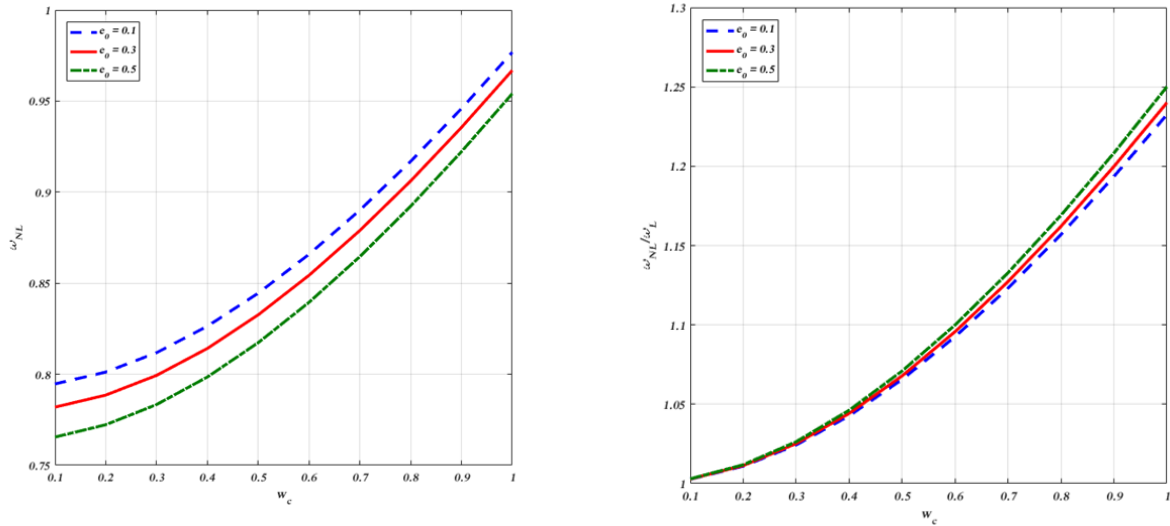 e₀ = 0.1
e₀ = 0.3
e₀ = 0.5
1
0.95
0.9
0.85
0.8
0.75
ω_NL
0.1 0.2 0.3 0.4 0.5 0.6 0.7 0.8 0.9 1
w_c
e₀ = 0.1
e₀ = 0.3
e₀ = 0.5
1.3
1.25
1.2
1.15
1.1
1.05
1
ω_NL/ω_L
0.1 0.2 0.3 0.4 0.5 0.6 0.7 0.8 0.9 1
w_c